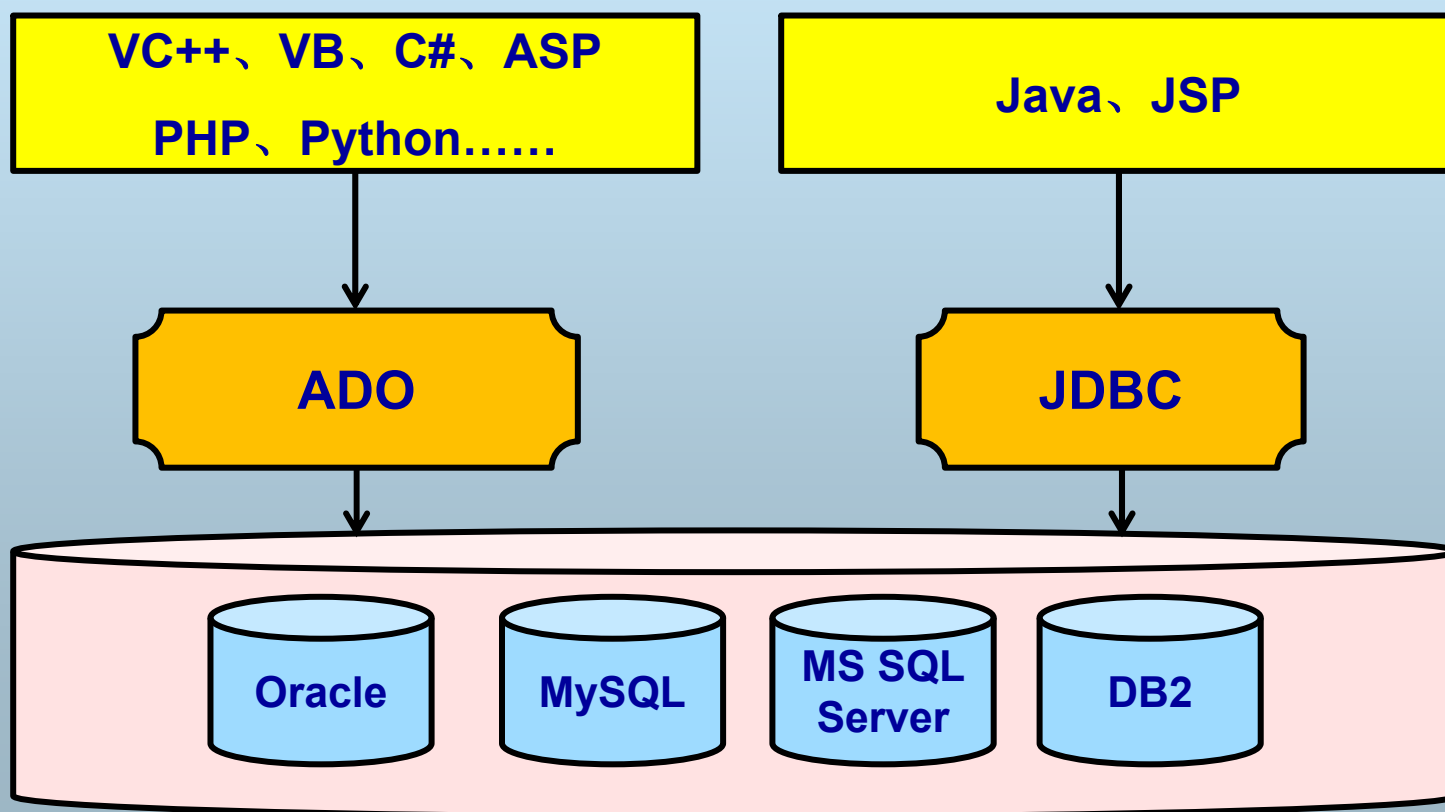 VC++、VB、C#、ASP
PHP、Python……
Java、JSP
ADO
JDBC
Oracle
MySQL
MS SQL
Server
DB2